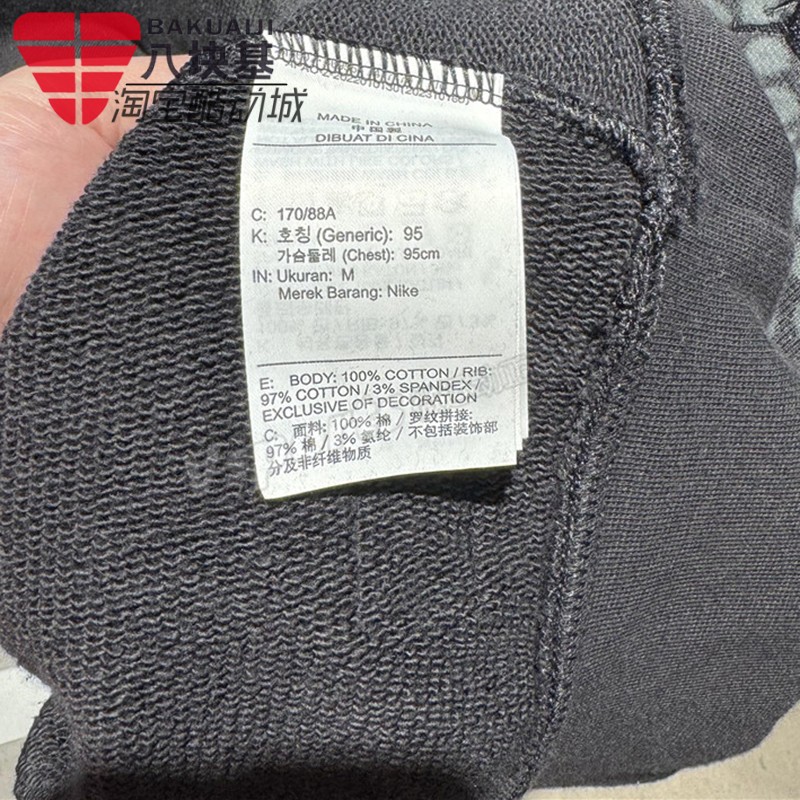 BAKUAUI
八块基
淘宝酷动城
MADE IN CHINA
中国製
DIBUAT DI CINA
C: 170/88A
K: 호칭 (Generic): 95
가슴둘레 (Chest): 95cm
IN: Ukuran: M
Merek Barang: Nike
E: BODY: 100% COTTON / RIB:
97% COTTON / 3% SPANDEX /
EXCLUSIVE OF DECORATION
C: 面料: 100% 棉 / 罗纹拼接:
97% 棉 / 3% 氨纶 / 不包括装饰部
分及非纤维物质